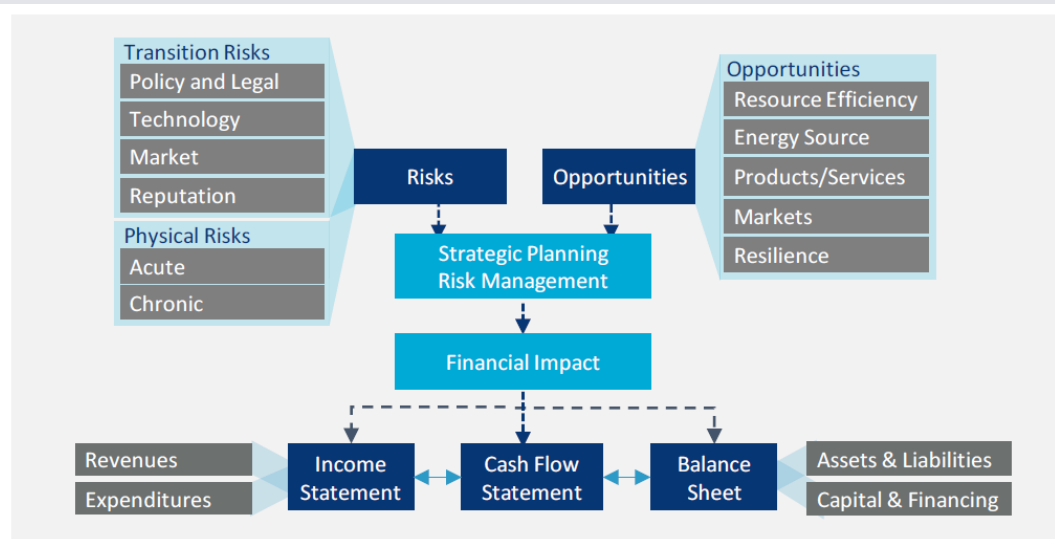 Transition Risks
Policy and Legal
Technology
Market
Reputation
Physical Risks
Acute
Chronic
Risks
Opportunities
Opportunities
Resource Efficiency
Energy Source
Products/Services
Markets
Resilience
Strategic Planning
Risk Management
Financial Impact
Revenues
Expenditures
Income
Statement
Cash Flow
Statement
Balance
Sheet
Assets & Liabilities
Capital & Financing